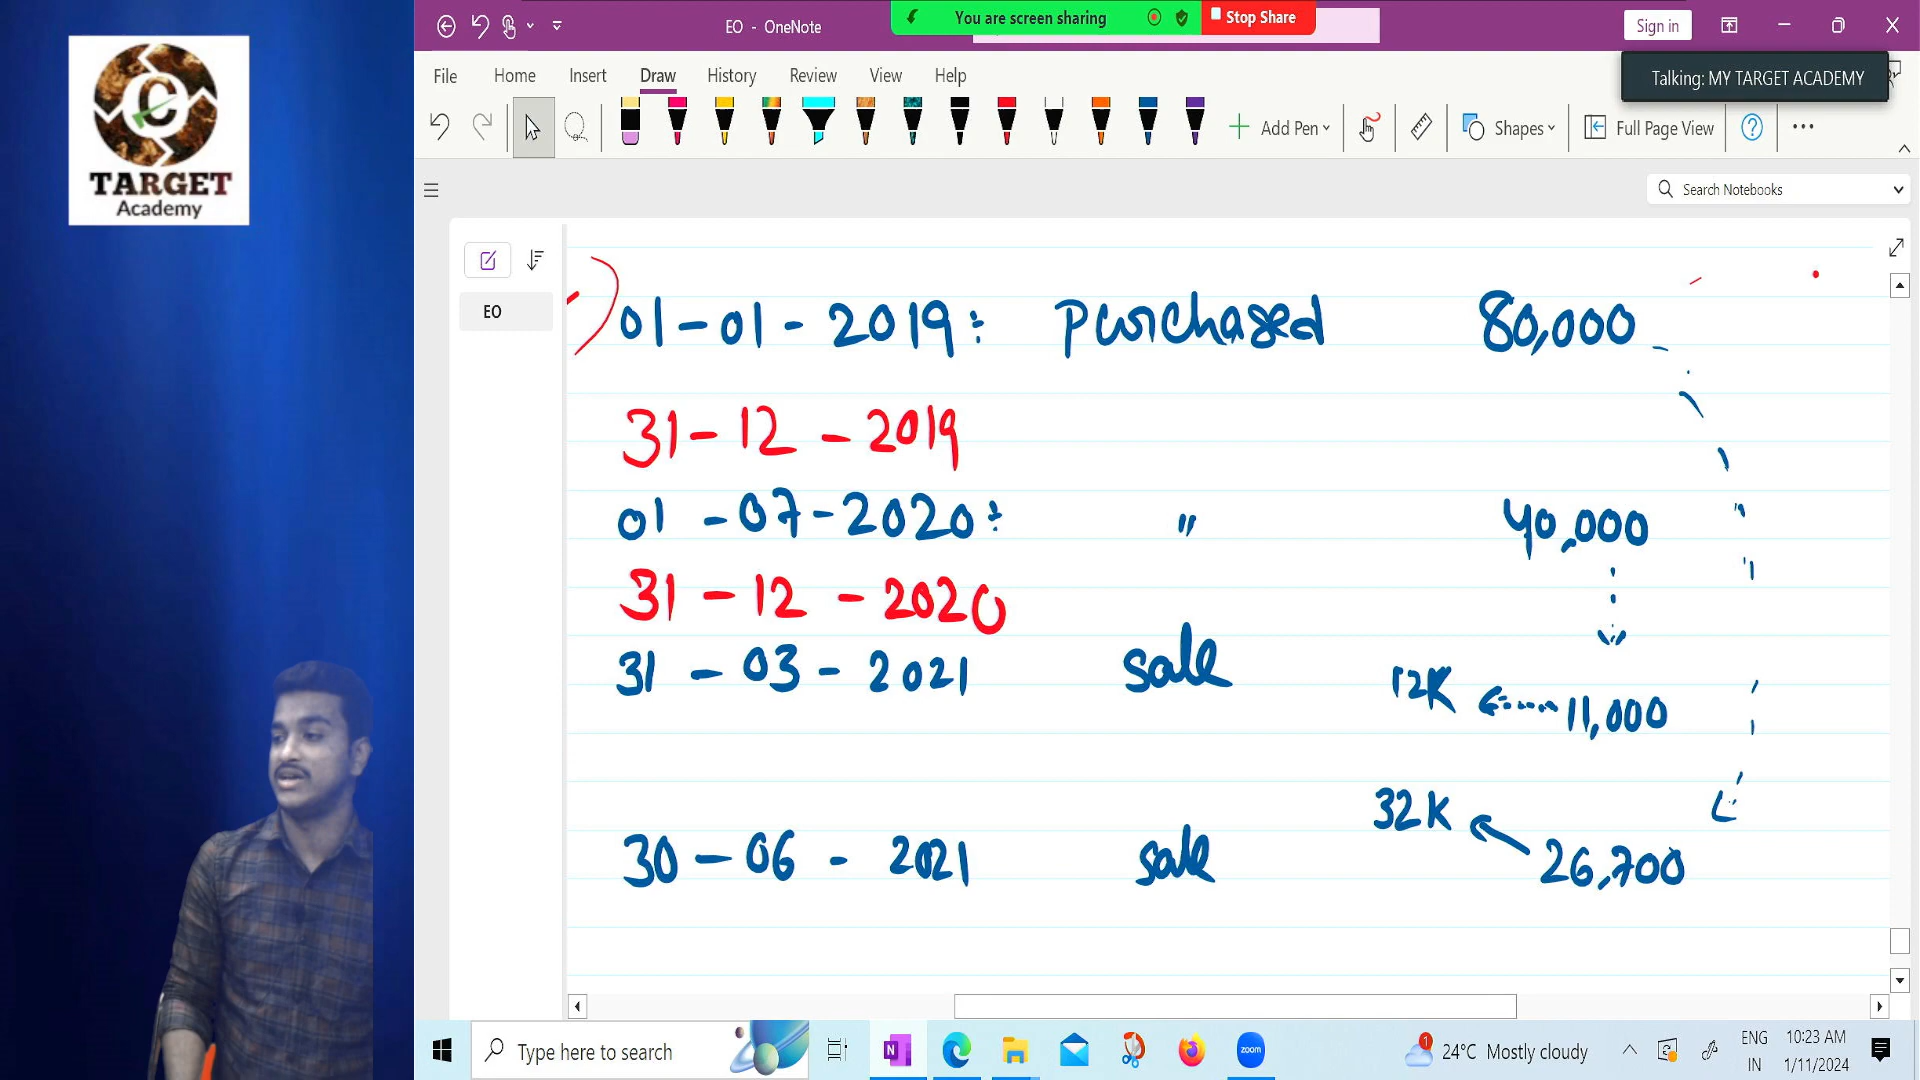 TARGET
Academy
EO - OneNote
You are screen sharing
Stop Share
Sign in
File Home Insert Draw History Review View Help
Talking: MY TARGET ACADEMY
Add Pen
Shapes
Full Page View
Search Notebooks
EO
01-01-2019: purchased 80,000
31-12-2019
01-07-2020: " 40,000
31-12-2020
31-03-2021 sale 12K 11,000
32K
30-06-2021 sale 26,700
Type here to search
zoom
1
24°C Mostly cloudy
ENG
IN
10:23 AM
1/11/2024